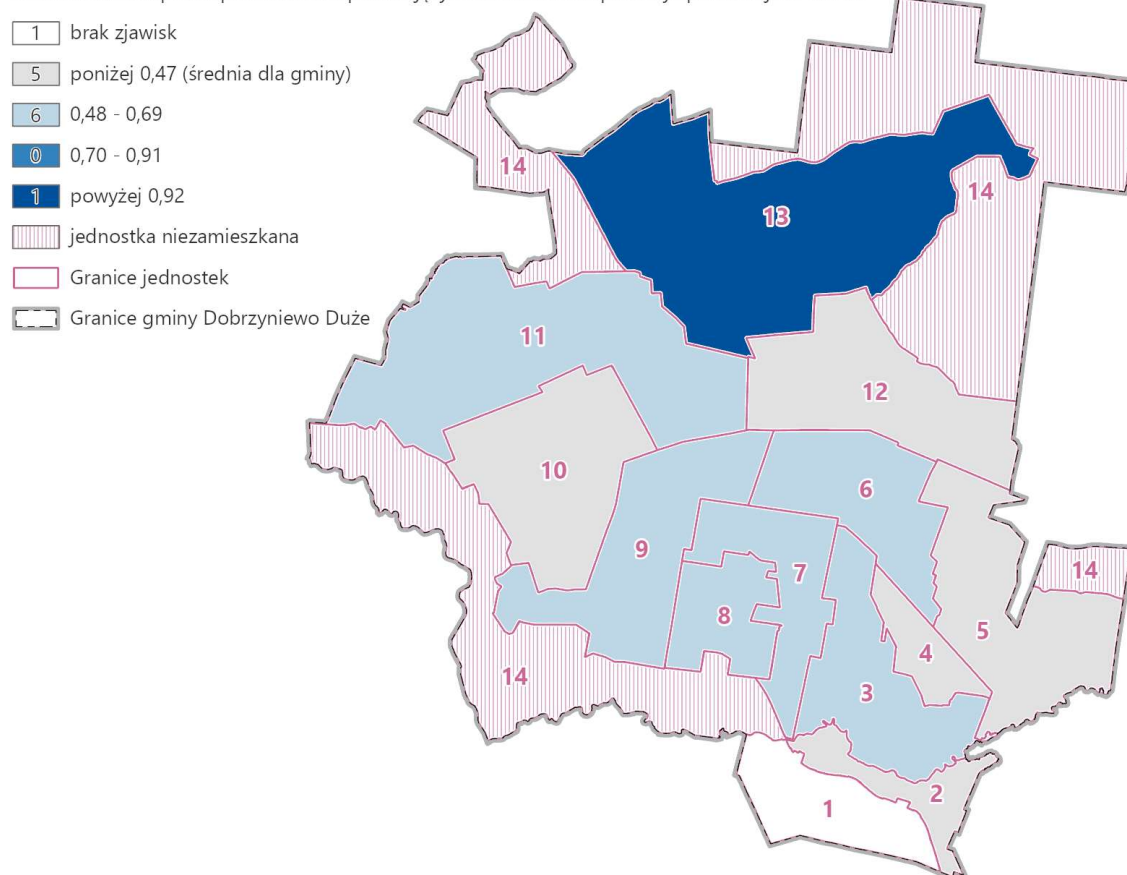 1 brak zjawisk
5 poniżej 0,47 (średnia dla gminy)
6 0,48 - 0,69
0 0,70 - 0,91
1 powyżej 0,92
jednostka niezamieszkana
Granice jednostek
Granice gminy Dobrzyniewo Duże
14
14
13
11
12
10
6
9
7
14
8
5
4
14
3
2
1